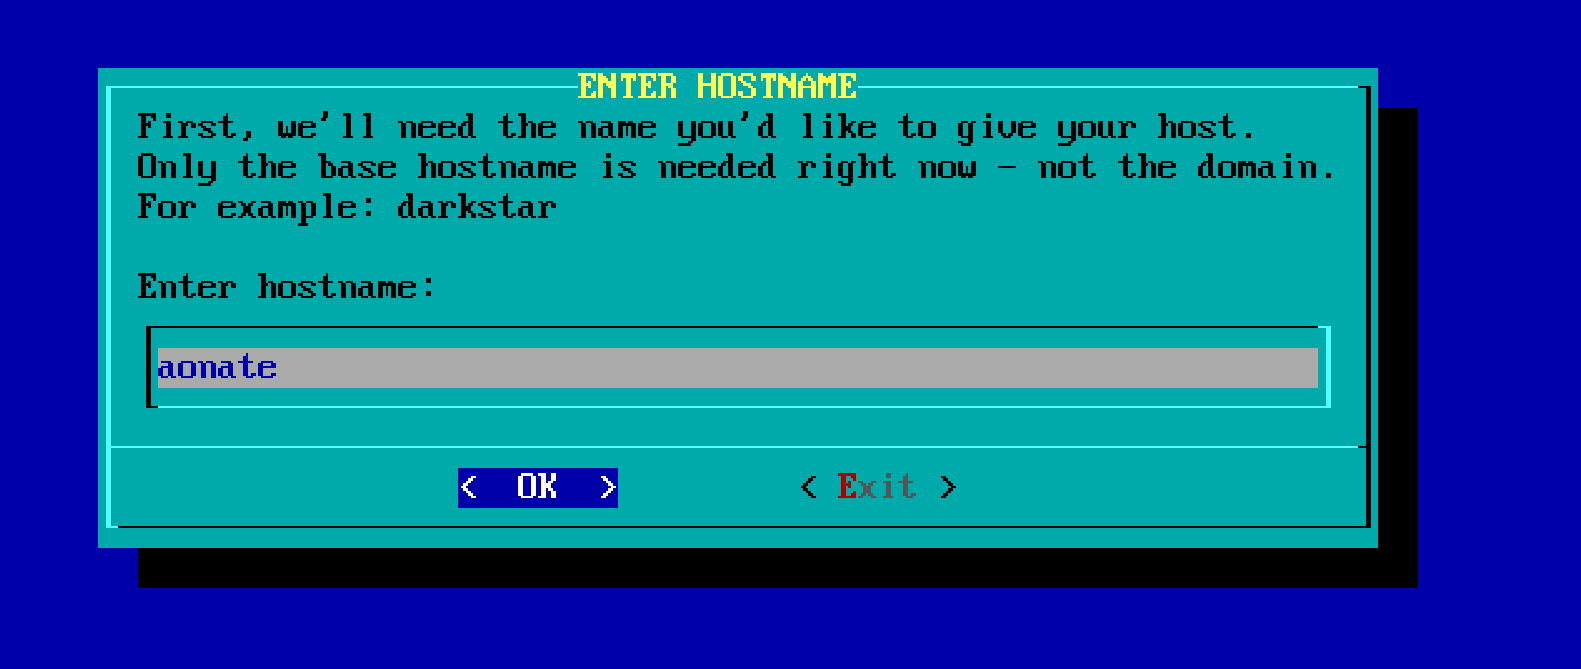 ENTER HOSTNAME
First, we'll need the name you'd like to give your host.
Only the base hostname is needed right now - not the domain.
For example: darkstar
Enter hostname:
aonate
< OK > < Exit >